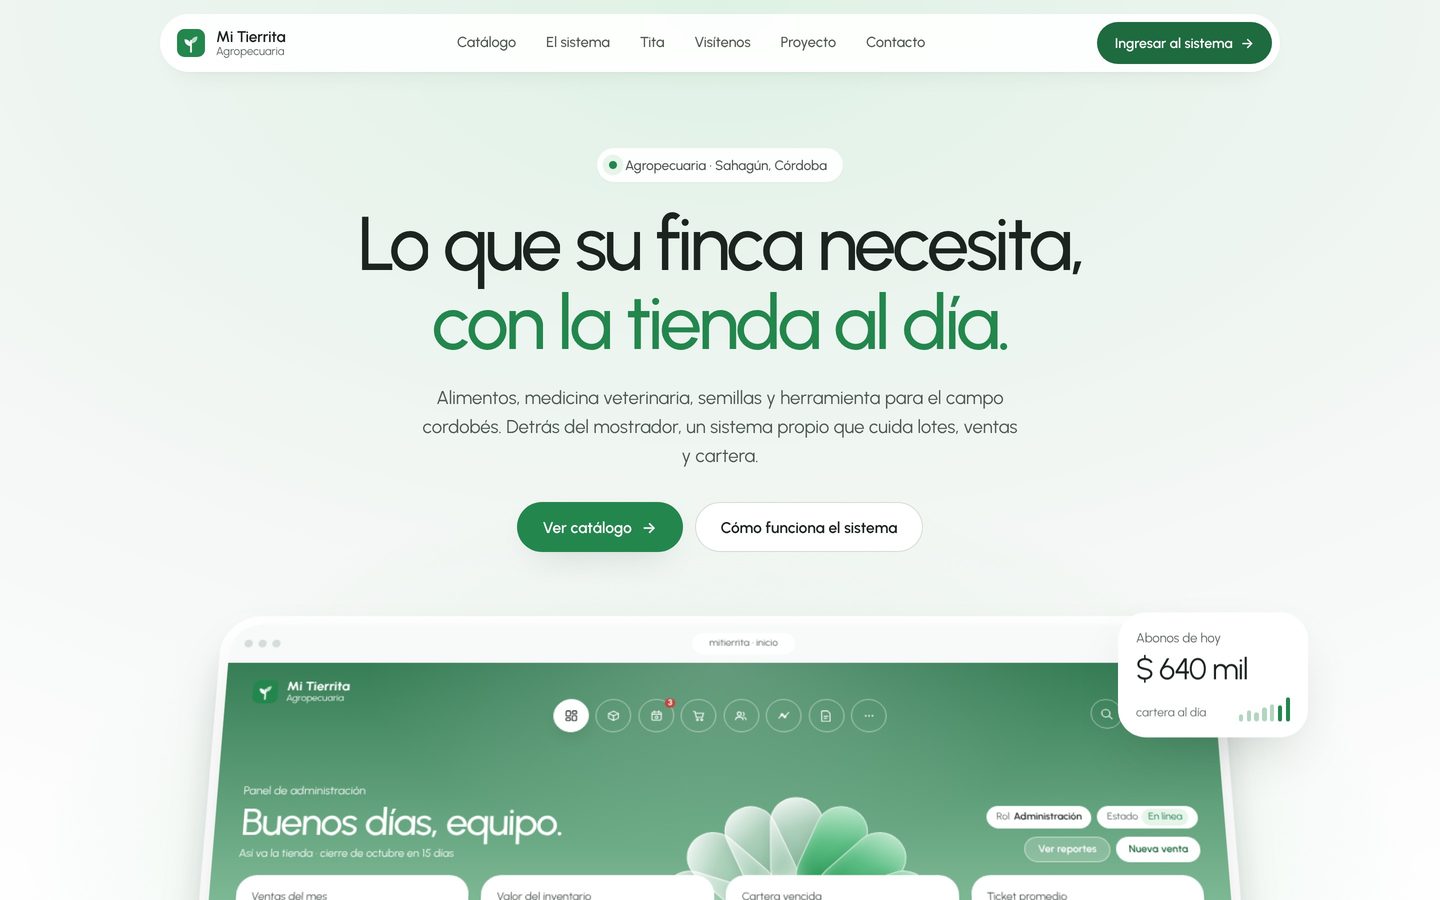 Mi Tierrita
Agropecuaria
Catálogo
El sistema
Tita
Visítenos
Proyecto
Contacto
Ingresar al sistema →
Agropecuaria · Sahagún, Córdoba
Lo que su finca necesita,
con la tienda al día.
Alimentos, medicina veterinaria, semillas y herramienta para el campo
cordobés. Detrás del mostrador, un sistema propio que cuida lotes, ventas
y cartera.
Ver catálogo →
Cómo funciona el sistema
mitierrita · inicio
Abonos de hoy
$ 640 mil
cartera al día
Mi Tierrita
Agropecuaria
3
Panel de administración
Buenos días, equipo.
Así va la tienda · cierre de octubre en 15 días
Rol Administración
Estado En línea
Ver reportes
Nueva venta
Ventas del mes
Valor del inventario
Cartera vencida
Ticket promedio